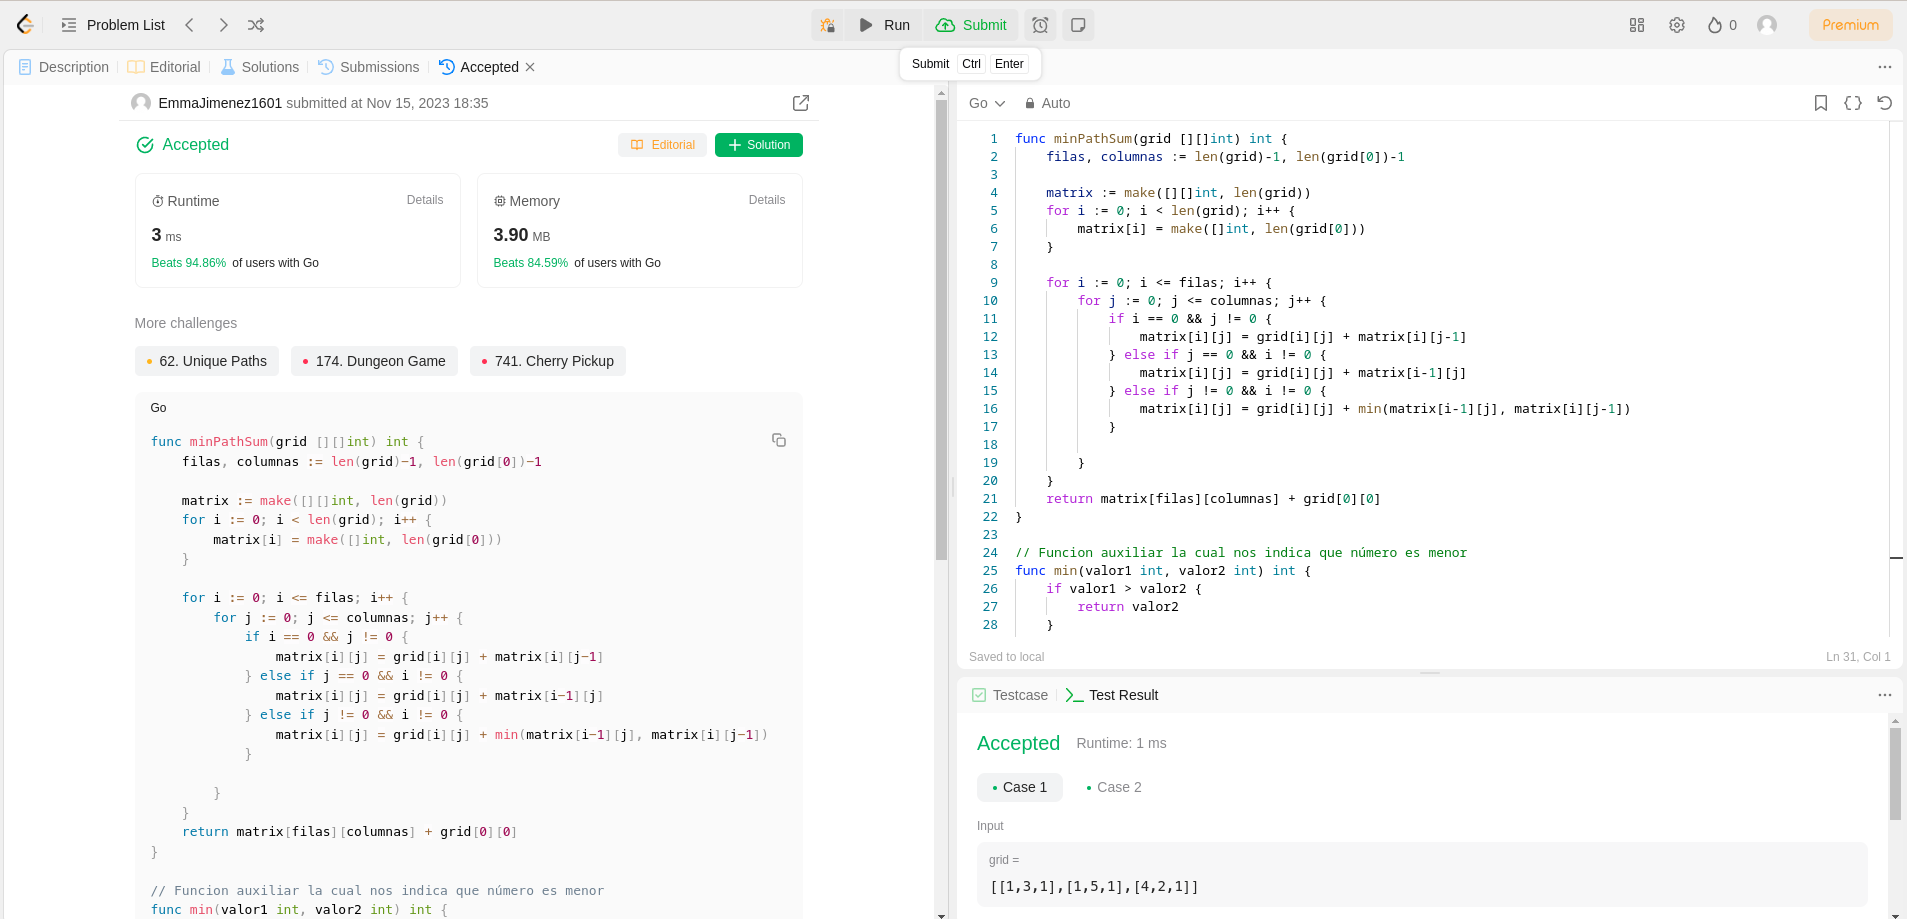 Problem List
Run
Submit
0
Premium
Submit Ctrl Enter
Description
Editorial
Solutions
Submissions
Accepted
EmmaJimenez1601 submitted at Nov 15, 2023 18:35
Accepted
Editorial
Solution
Runtime
Details
3 ms
Beats 94.86% of users with Go
Memory
Details
3.90 MB
Beats 84.59% of users with Go
More challenges
62. Unique Paths
174. Dungeon Game
741. Cherry Pickup
Go
func minPathSum(grid [][]int) int {
    filas, columnas := len(grid)-1, len(grid[0])-1
    matrix := make([][]int, len(grid))
    for i := 0; i < len(grid); i++ {
        matrix[i] = make([]int, len(grid[0]))
    }
    for i := 0; i <= filas; i++ {
        for j := 0; j <= columnas; j++ {
            if i == 0 && j != 0 {
                matrix[i][j] = grid[i][j] + matrix[i][j-1]
            } else if j == 0 && i != 0 {
                matrix[i][j] = grid[i][j] + matrix[i-1][j]
            } else if j != 0 && i != 0 {
                matrix[i][j] = grid[i][j] + min(matrix[i-1][j], matrix[i][j-1])
            }
        }
    }
    return matrix[filas][columnas] + grid[0][0]
}
// Funcion auxiliar la cual nos indica que número es menor
func min(valor1 int, valor2 int) int {
Go
Auto
1 func minPathSum(grid [][]int) int {
2     filas, columnas := len(grid)-1, len(grid[0])-1
3
4     matrix := make([][]int, len(grid))
5     for i := 0; i < len(grid); i++ {
6         matrix[i] = make([]int, len(grid[0]))
7     }
8
9     for i := 0; i <= filas; i++ {
10         for j := 0; j <= columnas; j++ {
11             if i == 0 && j != 0 {
12                 matrix[i][j] = grid[i][j] + matrix[i][j-1]
13             } else if j == 0 && i != 0 {
14                 matrix[i][j] = grid[i][j] + matrix[i-1][j]
15             } else if j != 0 && i != 0 {
16                 matrix[i][j] = grid[i][j] + min(matrix[i-1][j], matrix[i][j-1])
17             }
18
19         }
20     }
21     return matrix[filas][columnas] + grid[0][0]
22 }
23
24 // Funcion auxiliar la cual nos indica que número es menor
25 func min(valor1 int, valor2 int) int {
26     if valor1 > valor2 {
27         return valor2
28     }
Saved to local
Ln 31, Col 1
Testcase
Test Result
Accepted
Runtime: 1 ms
Case 1
Case 2
Input
grid =
[[1,3,1],[1,5,1],[4,2,1]]